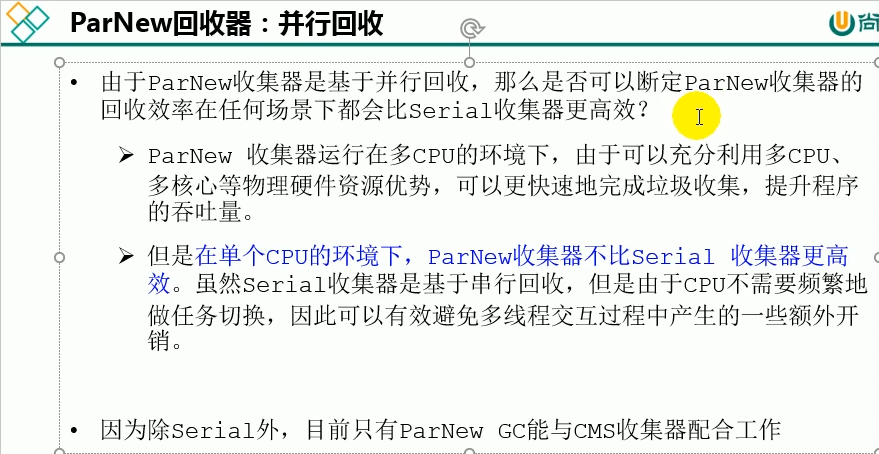 ParNew回收器：并行回收
尚
• 由于ParNew收集器是基于并行回收，那么是否可以断定ParNew收集器的
回收效率在任何场景下都会比Serial收集器更高效？
➢ ParNew 收集器运行在多CPU的环境下，由于可以充分利用多CPU、
多核心等物理硬件资源优势，可以更快速地完成垃圾收集，提升程序
的吞吐量。
➢ 但是在单个CPU的环境下，ParNew收集器不比Serial 收集器更高
效。虽然Serial收集器是基于串行回收，但是由于CPU不需要频繁地
做任务切换，因此可以有效避免多线程交互过程中产生的一些额外开
销。
• 因为除Serial外，目前只有ParNew GC能与CMS收集器配合工作